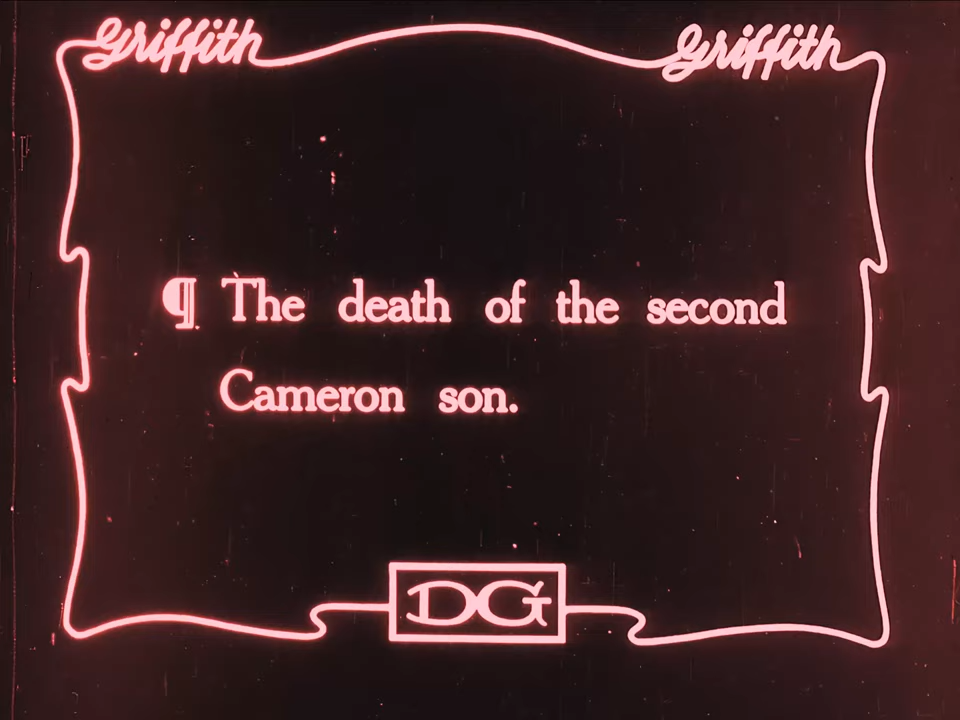 Griffith Griffith
¶ The death of the second
Cameron son.
DG